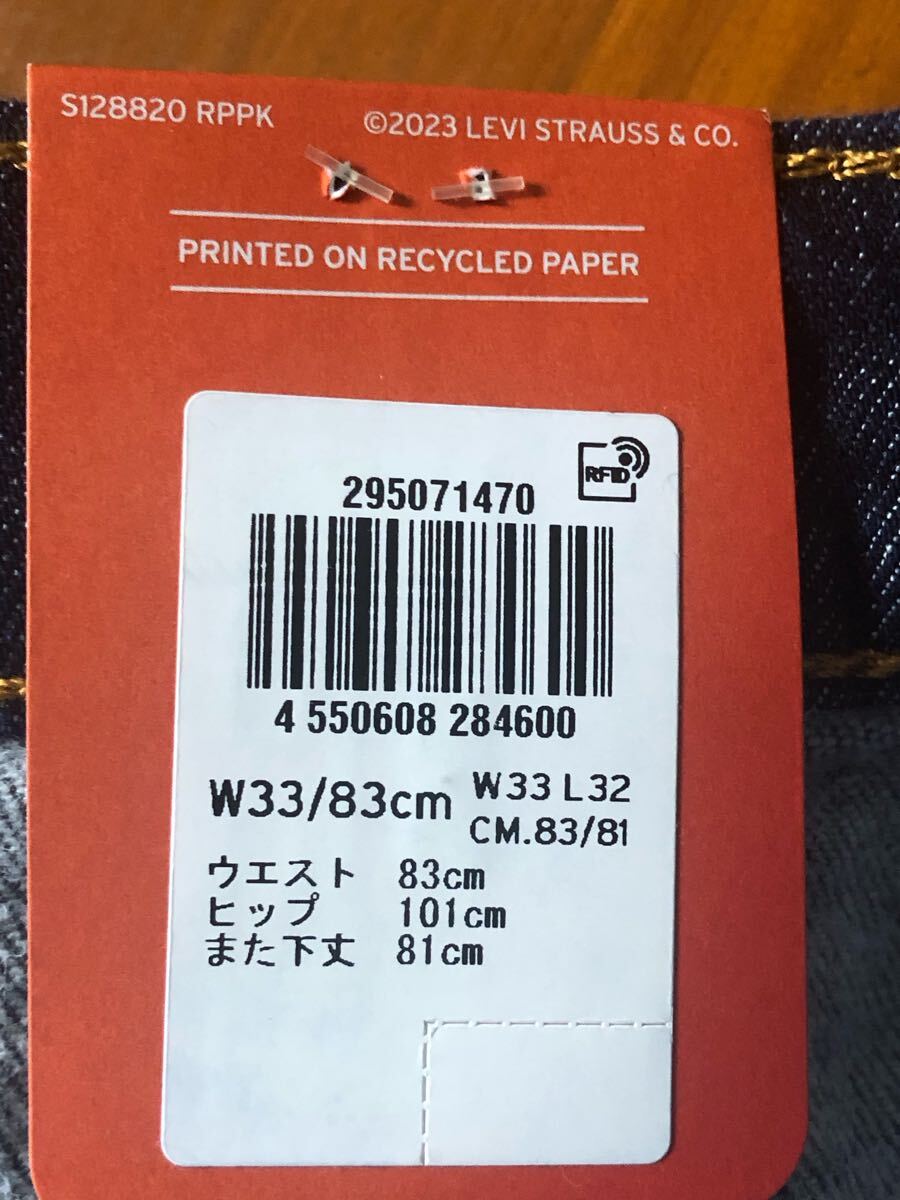 S128820 RPPK
©2023 LEVI STRAUSS & CO.
PRINTED ON RECYCLED PAPER
RFID
295071470
4 550608 284600
W33/83cm
W33 L32
CM.83/81
ウエスト 83cm
ヒップ 101cm
また下丈 81cm